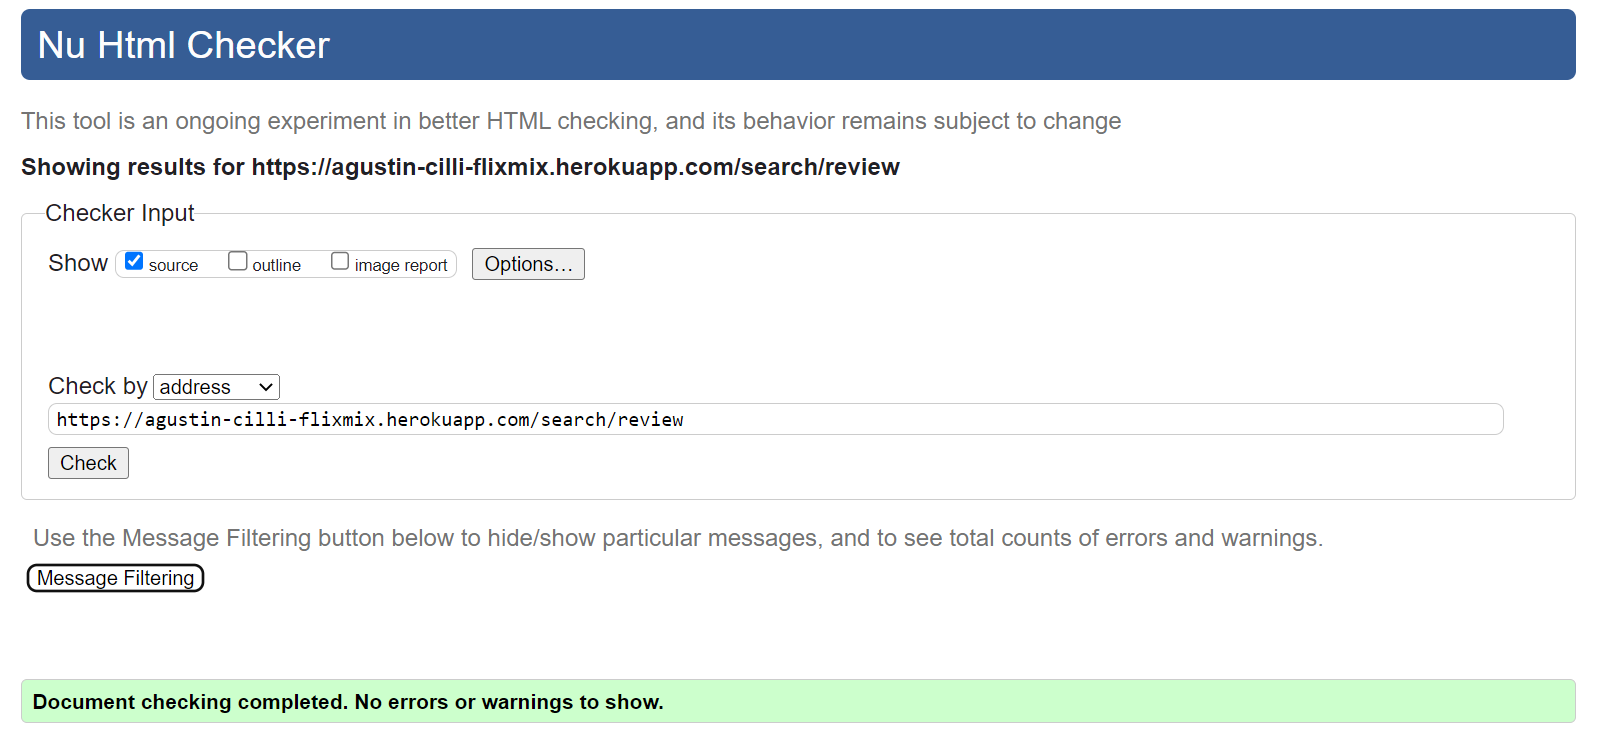 Nu Html Checker
This tool is an ongoing experiment in better HTML checking, and its behavior remains subject to change
Showing results for https://agustin-cilli-flixmix.herokuapp.com/search/review
Checker Input
Show source outline image report Options...
Check by address
https://agustin-cilli-flixmix.herokuapp.com/search/review
Check
Use the Message Filtering button below to hide/show particular messages, and to see total counts of errors and warnings.
Message Filtering
Document checking completed. No errors or warnings to show.